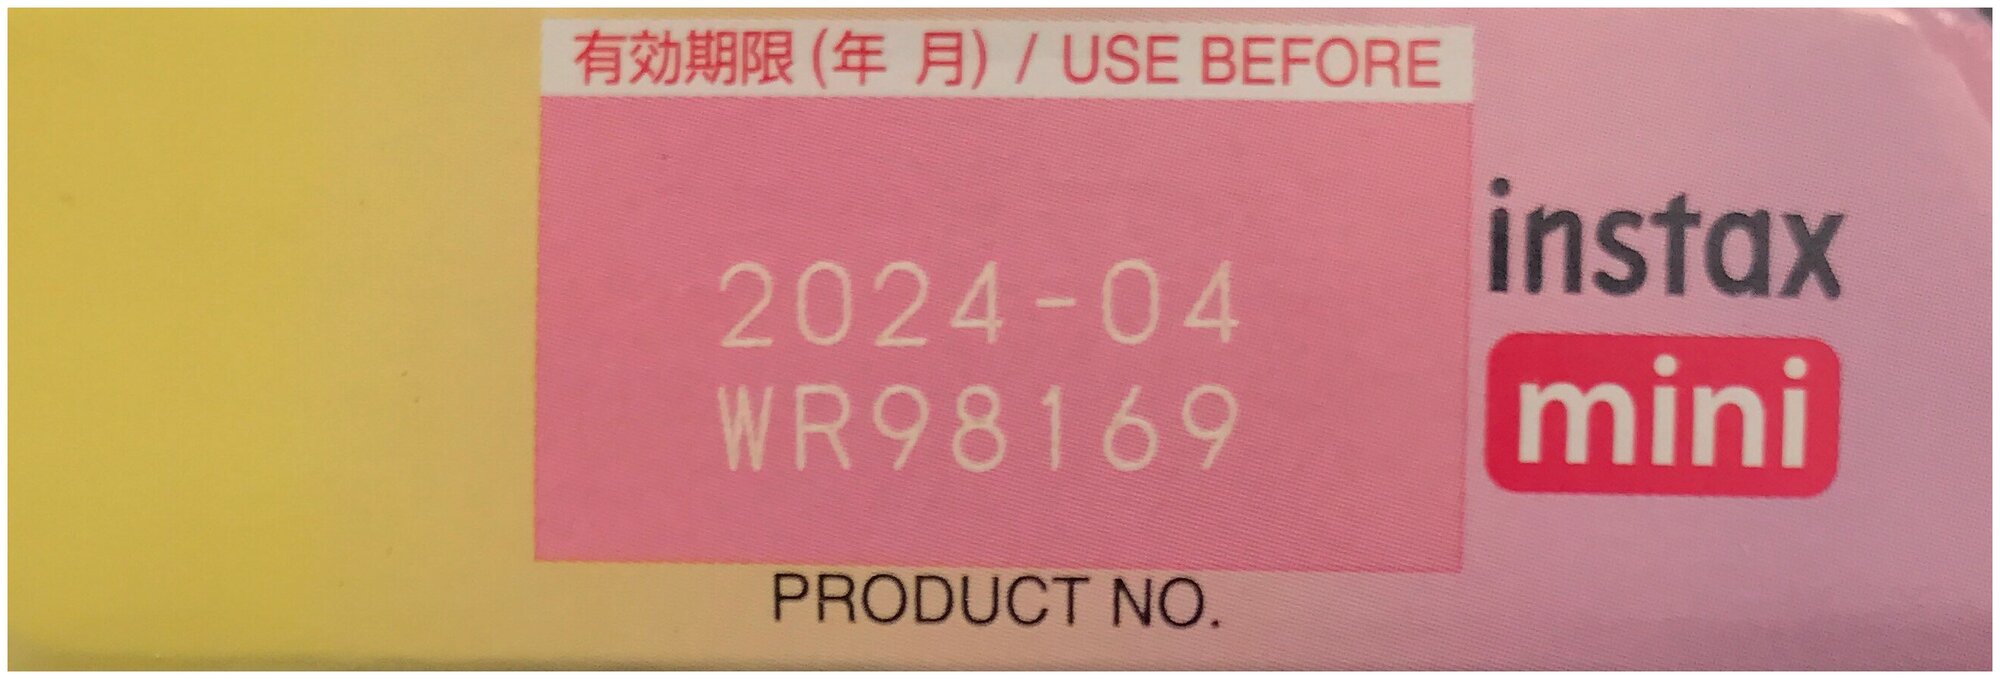 有効期限(年 月) / USE BEFORE
2024-04
WR98169
PRODUCT NO.
instax
mini